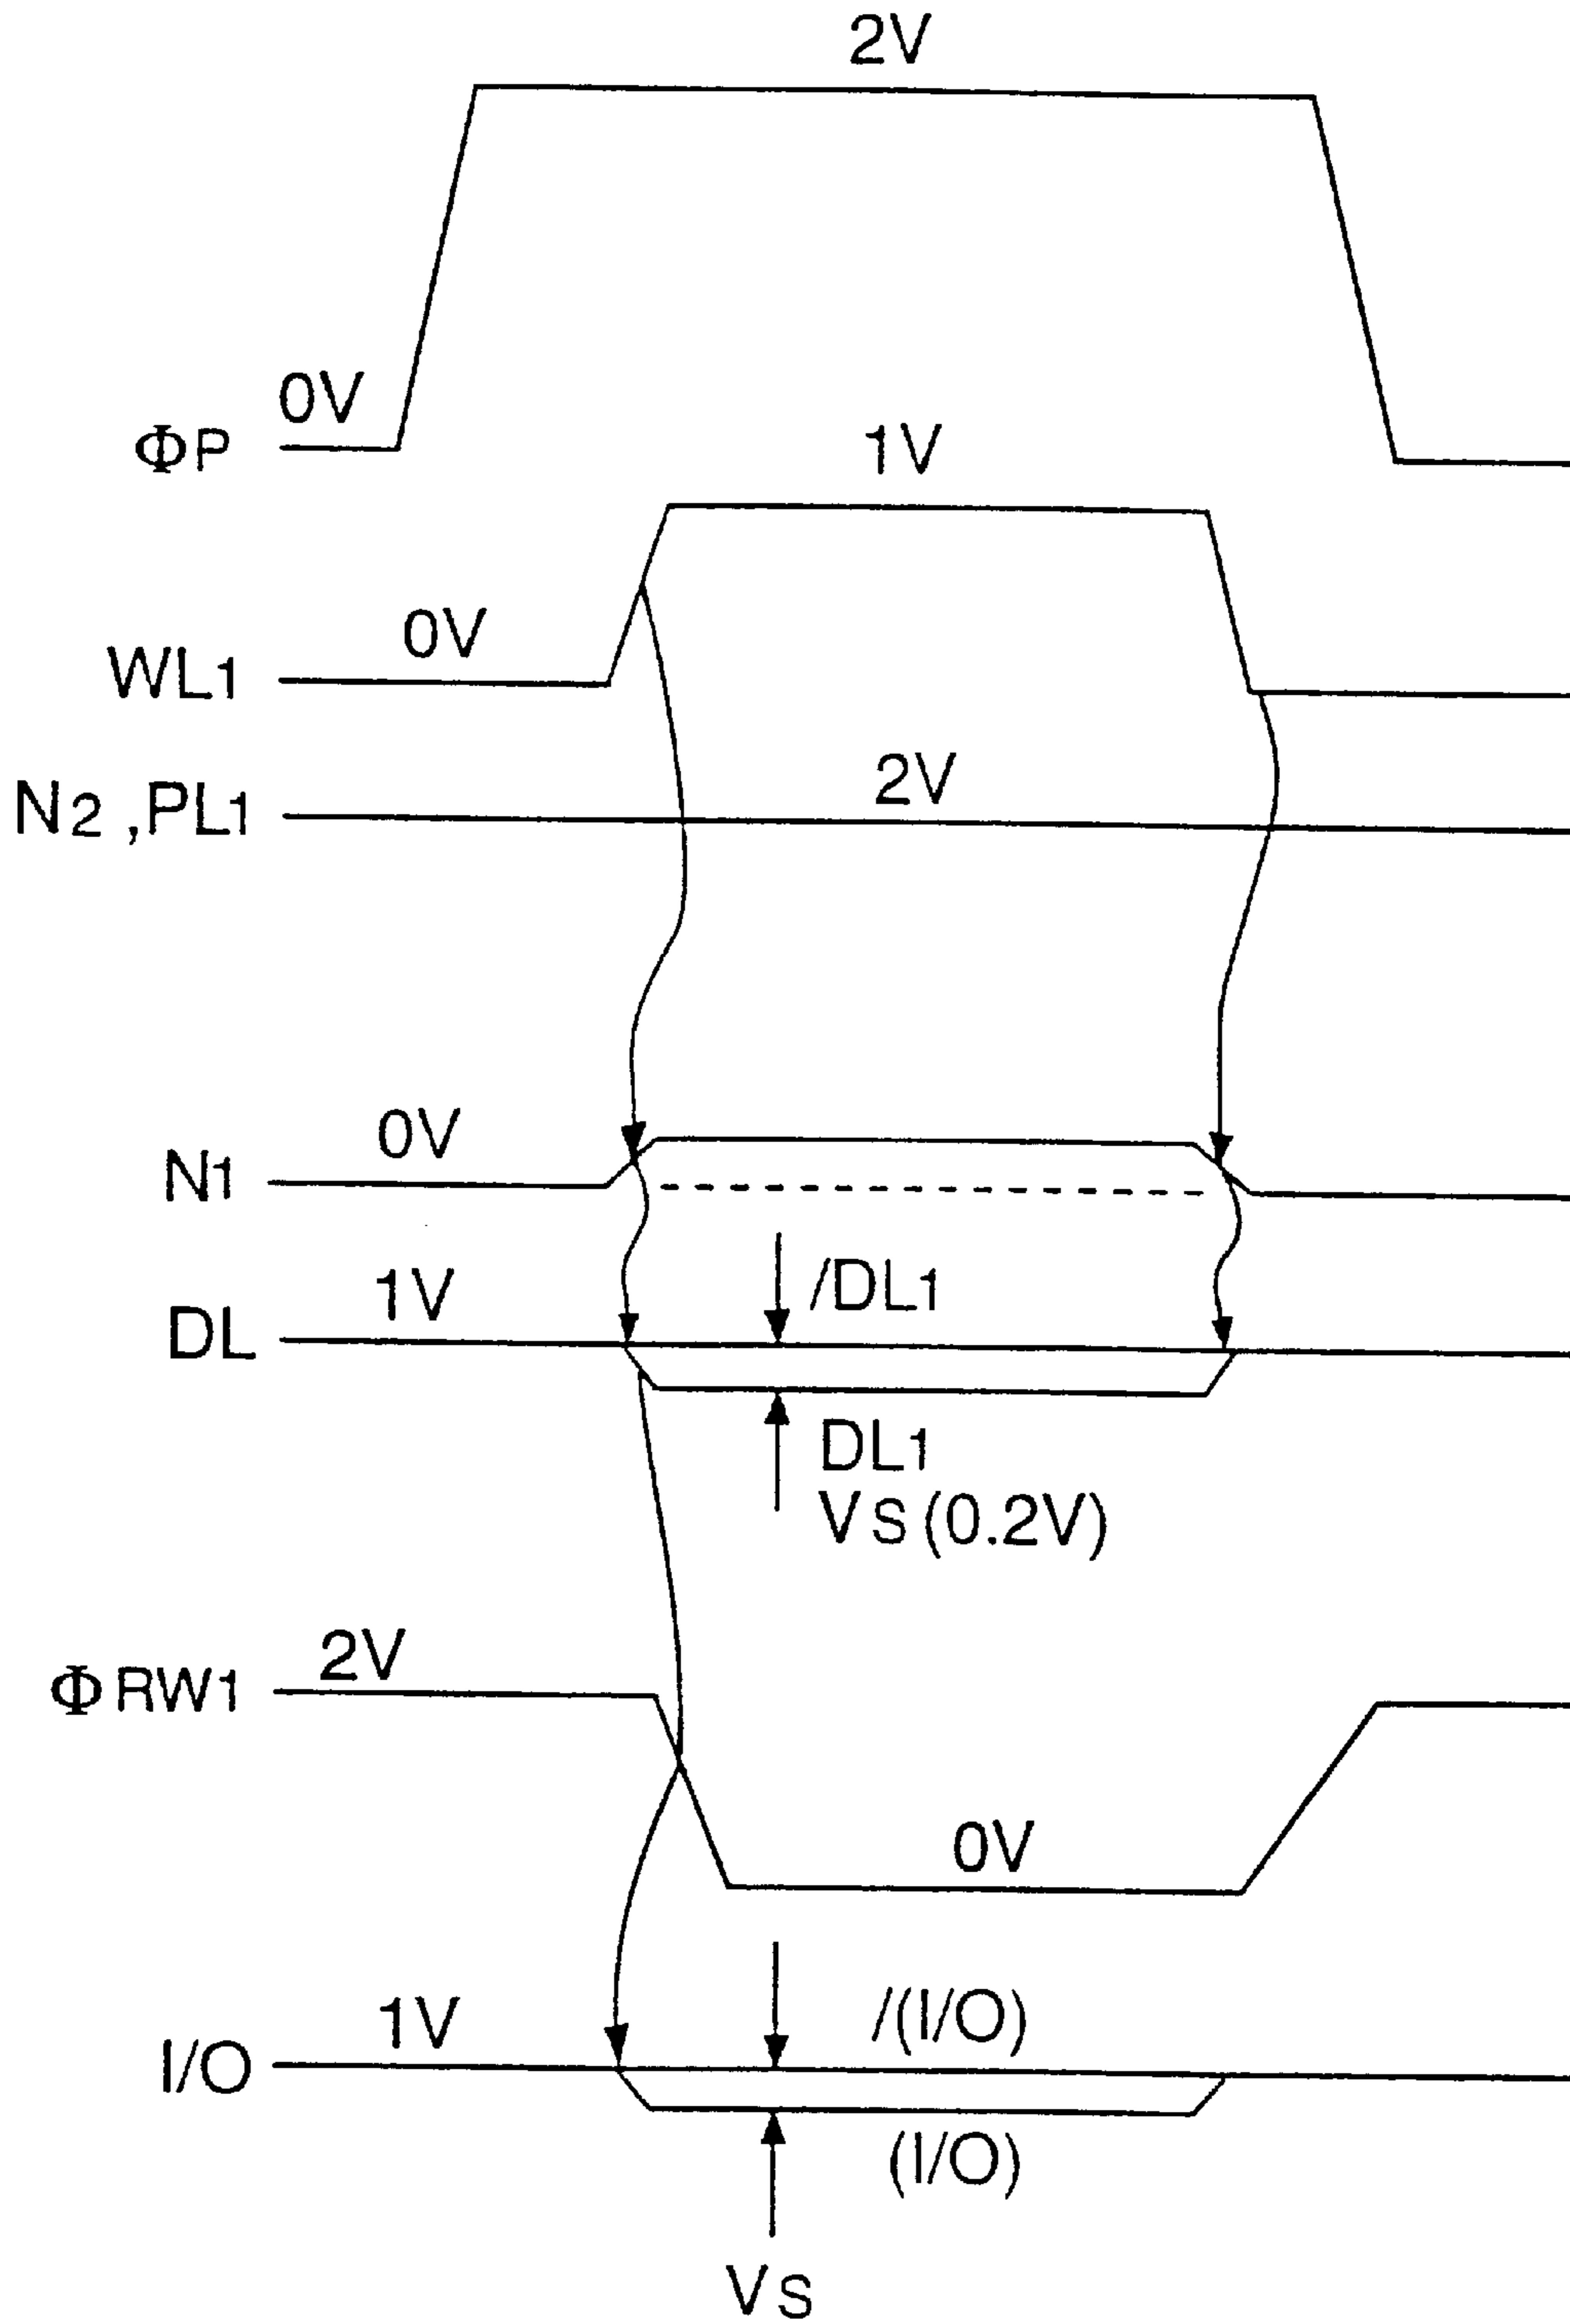 2V
0V
ΦP
1V
0V
WL1
2V
N2 ,PL1
0V
N1
1V
/DL1
DL
DL1
VS(0.2V)
2V
ΦRW1
0V
1V
/(I/O)
I/O
(I/O)
VS